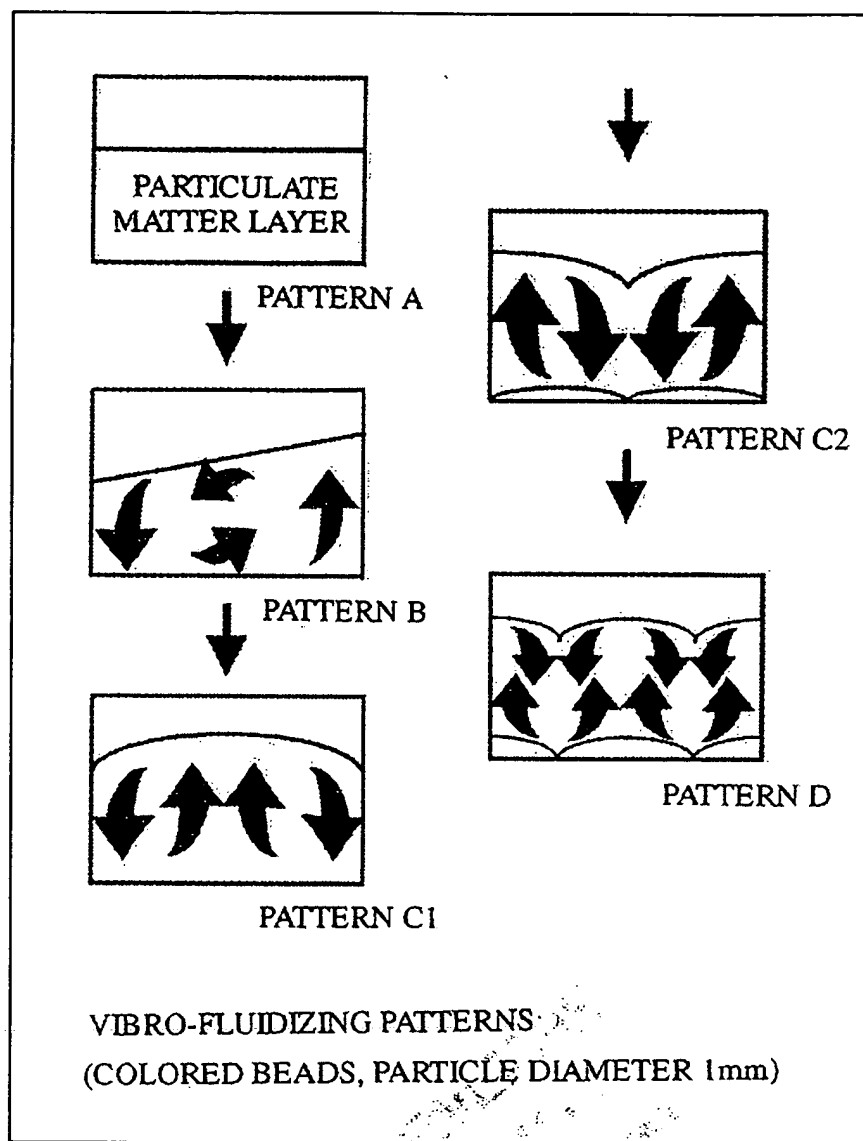 PARTICULATE
MATTER LAYER
PATTERN A
PATTERN B
PATTERN C1
PATTERN C2
PATTERN D
VIBRO-FLUIDIZING PATTERNS
(COLORED BEADS, PARTICLE DIAMETER 1mm)